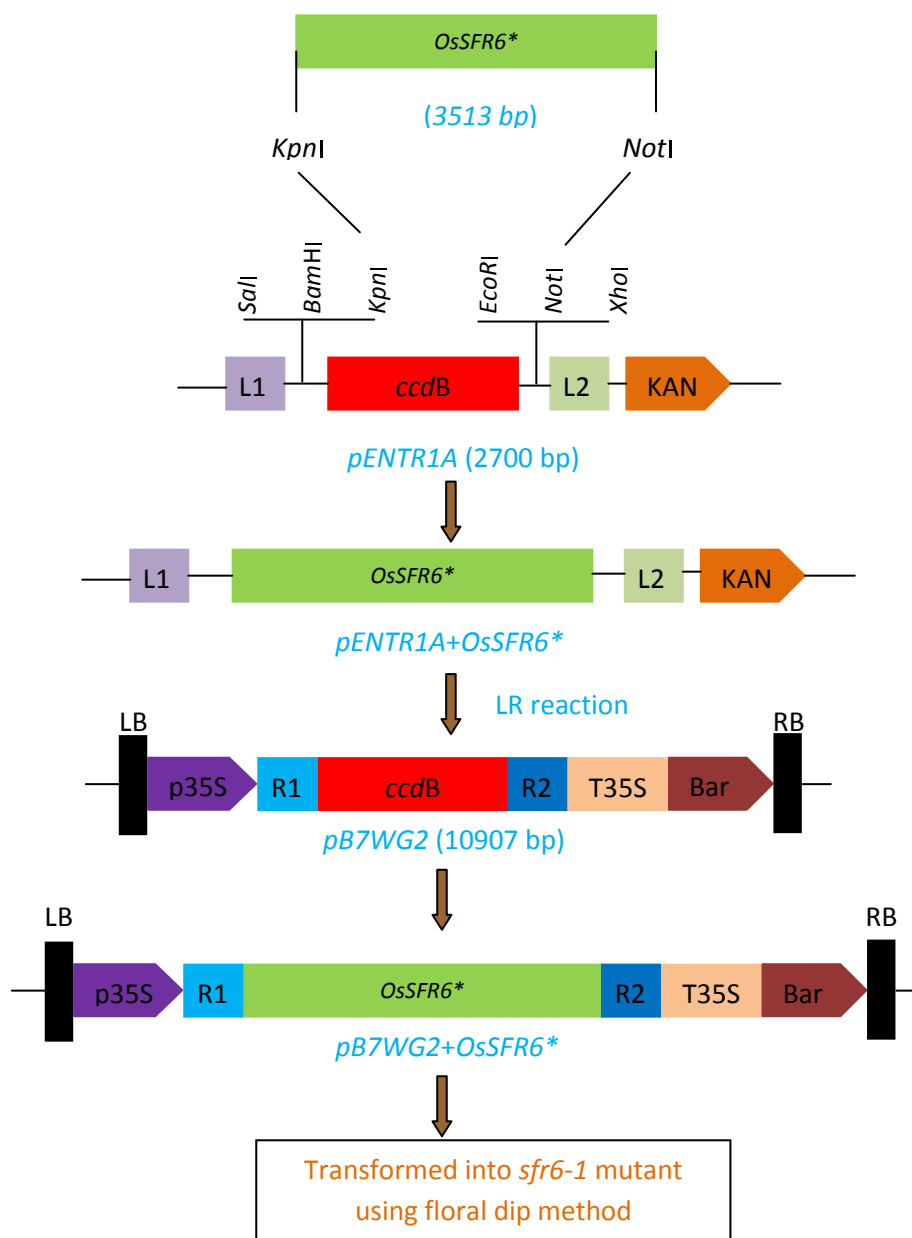 OsSFR6*
(3513 bp)
KpnI
NotI
SalI
BamHI
KpnI
EcoRI
NotI
XhoI
L1
ccdB
L2
KAN
pENTR1A (2700 bp)
L1
OsSFR6*
L2
KAN
pENTR1A+OsSFR6*
LR reaction
LB
RB
p35S
R1
ccdB
R2
T35S
Bar
pB7WG2 (10907 bp)
LB
RB
p35S
R1
OsSFR6*
R2
T35S
Bar
pB7WG2+OsSFR6*
Transformed into sfr6-1 mutant
using floral dip method